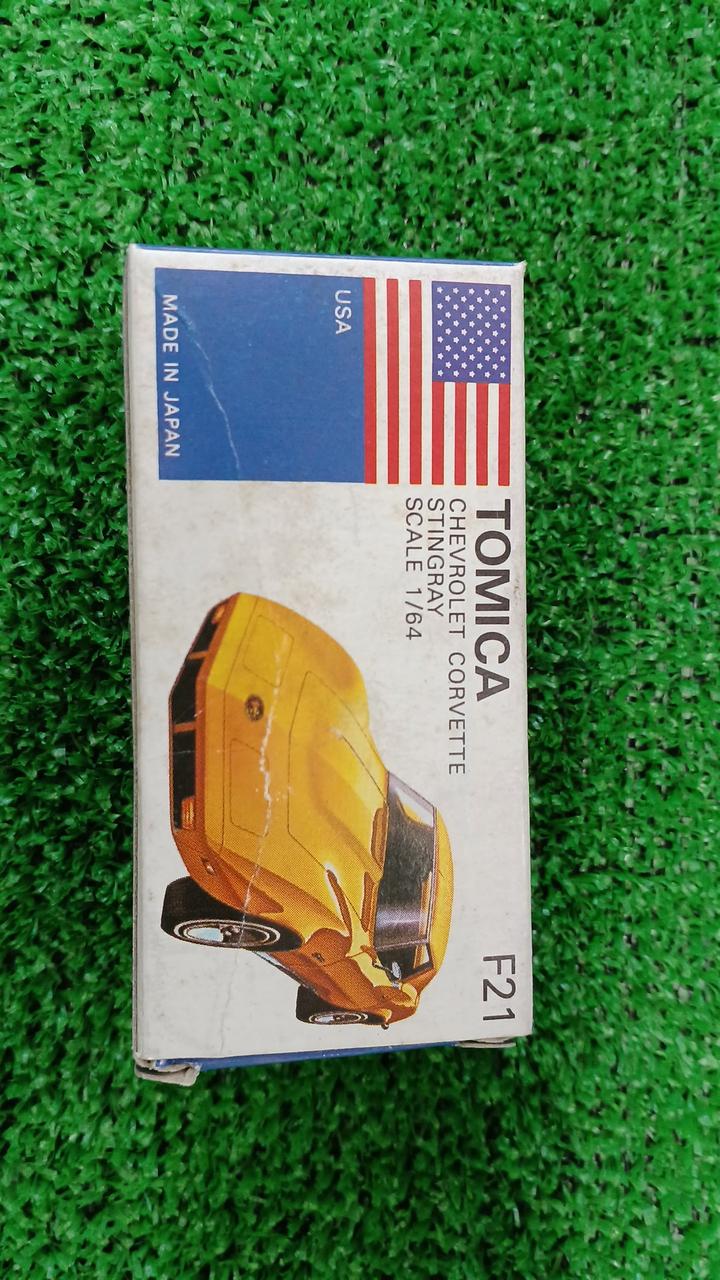 USA
MADE IN JAPAN
TOMICA
CHEVROLET CORVETTE
STINGRAY
SCALE 1/64
F21